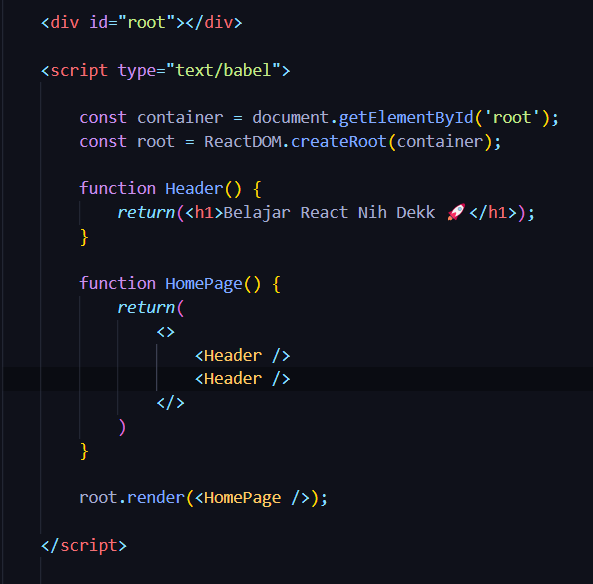 <div id="root"></div>
<script type="text/babel">
const container = document.getElementById('root');
const root = ReactDOM.createRoot(container);
function Header() {
return(<h1>Belajar React Nih Dekk 🚀</h1>);
}
function HomePage() {
return(
<>
<Header />
<Header />
</>
)
}
root.render(<HomePage />);
</script>